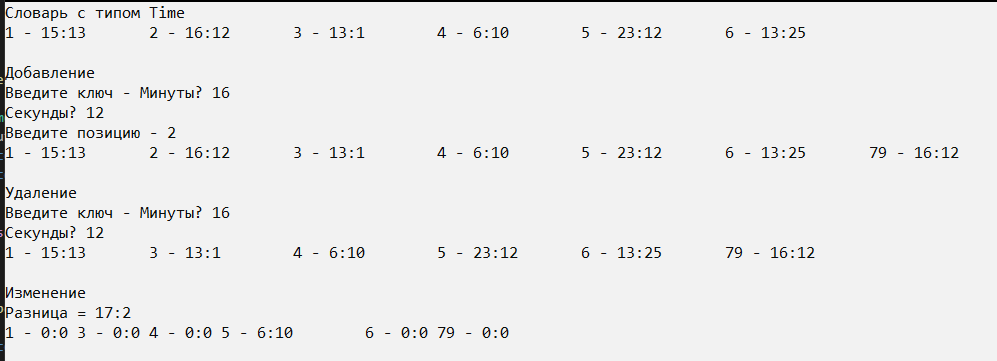 Словарь с типом Time
1 - 15:13 2 - 16:12 3 - 13:1 4 - 6:10 5 - 23:12 6 - 13:25
Добавление
Введите ключ - Минуты? 16
Секунды? 12
Введите позицию - 2
1 - 15:13 2 - 16:12 3 - 13:1 4 - 6:10 5 - 23:12 6 - 13:25 79 - 16:12
Удаление
Введите ключ - Минуты? 16
Секунды? 12
1 - 15:13 3 - 13:1 4 - 6:10 5 - 23:12 6 - 13:25 79 - 16:12
Изменение
Разница = 17:2
1 - 0:0 3 - 0:0 4 - 0:0 5 - 6:10 6 - 0:0 79 - 0:0